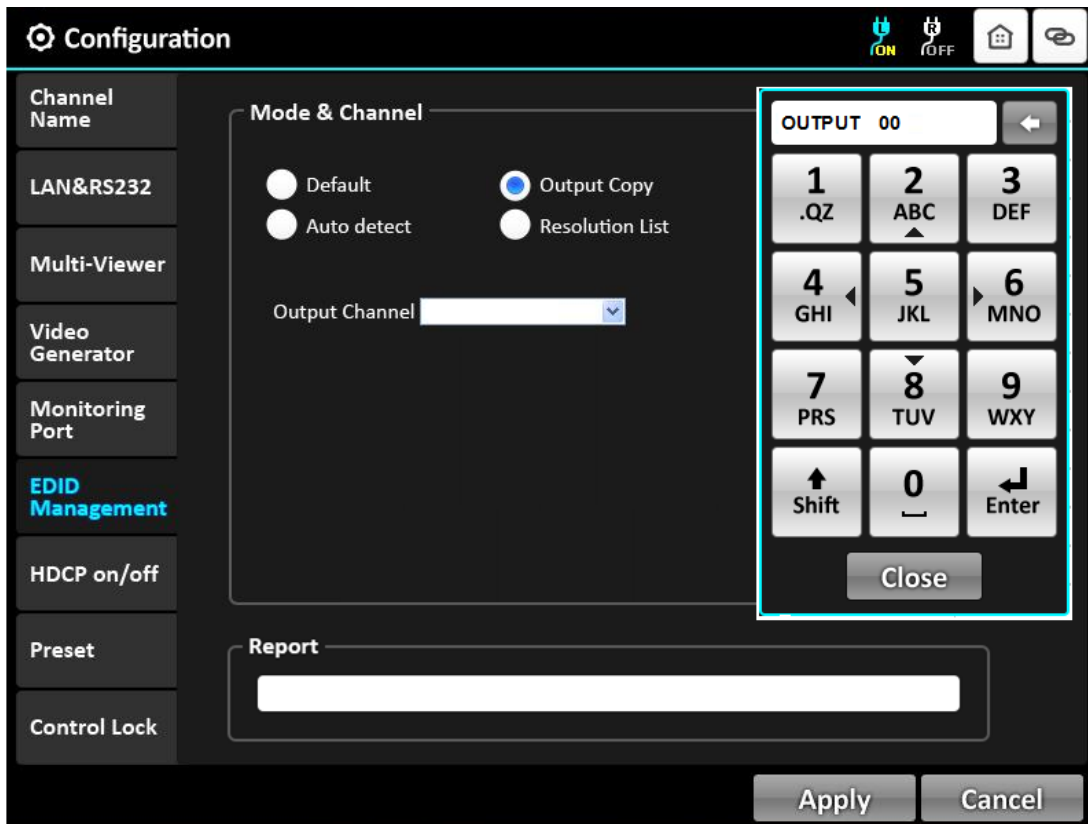 Configuration
L
ON
R
OFF
Channel
Name
LAN&RS232
Multi-Viewer
Video
Generator
Monitoring
Port
EDID
Management
HDCP on/off
Preset
Control Lock
Mode & Channel
Default
Output Copy
Auto detect
Resolution List
Output Channel
OUTPUT 00
1
.QZ
2
ABC
3
DEF
4
GHI
5
JKL
6
MNO
7
PRS
8
TUV
9
WXY
Shift
0
Enter
Close
Report
Apply
Cancel